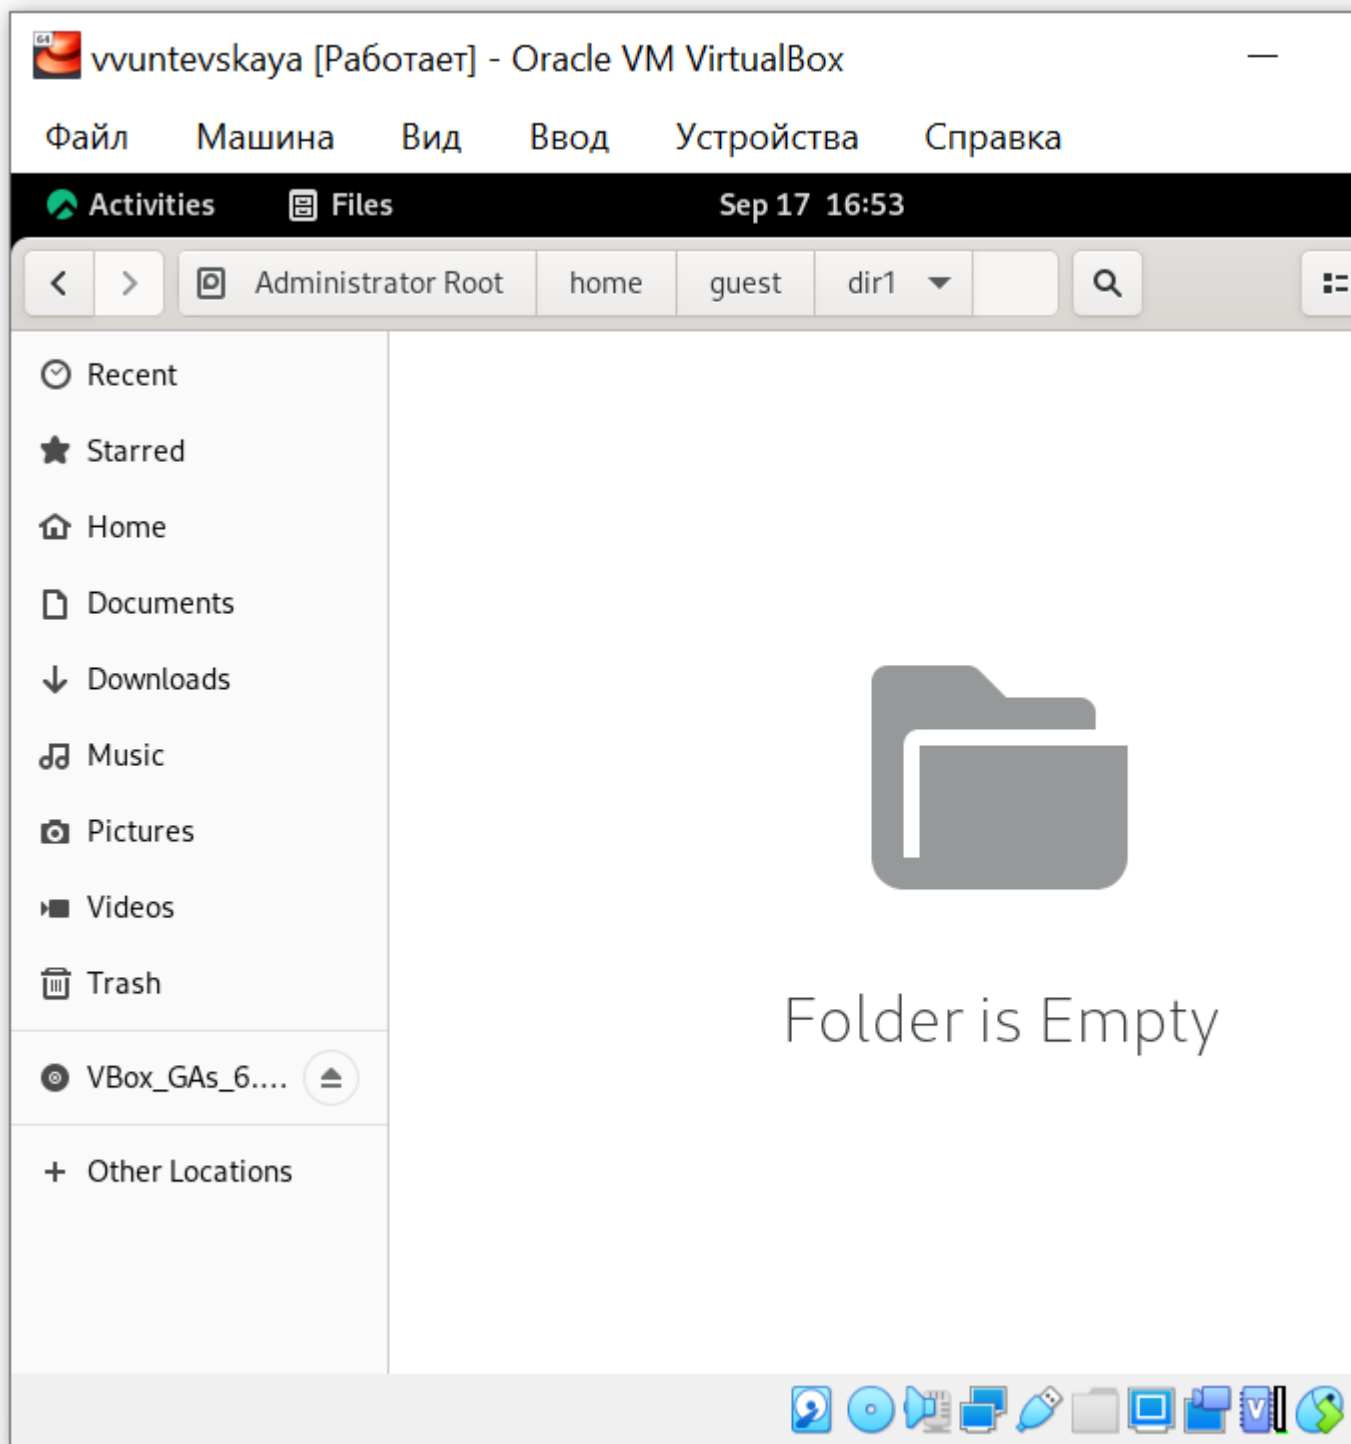 vvuntevskaya [Работает] - Oracle VM VirtualBox
Файл Машина Вид Ввод Устройства Справка
Activities Files Sep 17 16:53
Administrator Root home guest dir1
Recent
Starred
Home
Documents
Downloads
Music
Pictures
Videos
Trash
Folder is Empty
VBox_GAs_6....
Other Locations